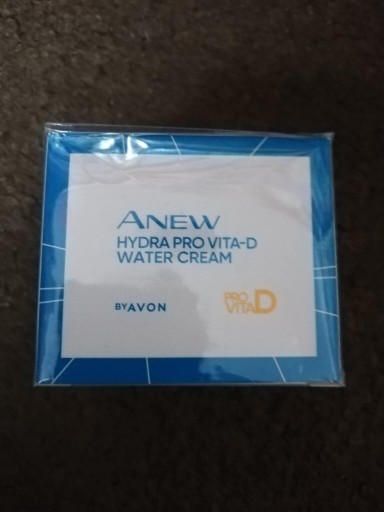 ANEW
HYDRA PRO VITA-D
WATER CREAM
BY AVON
PRO
VITA D